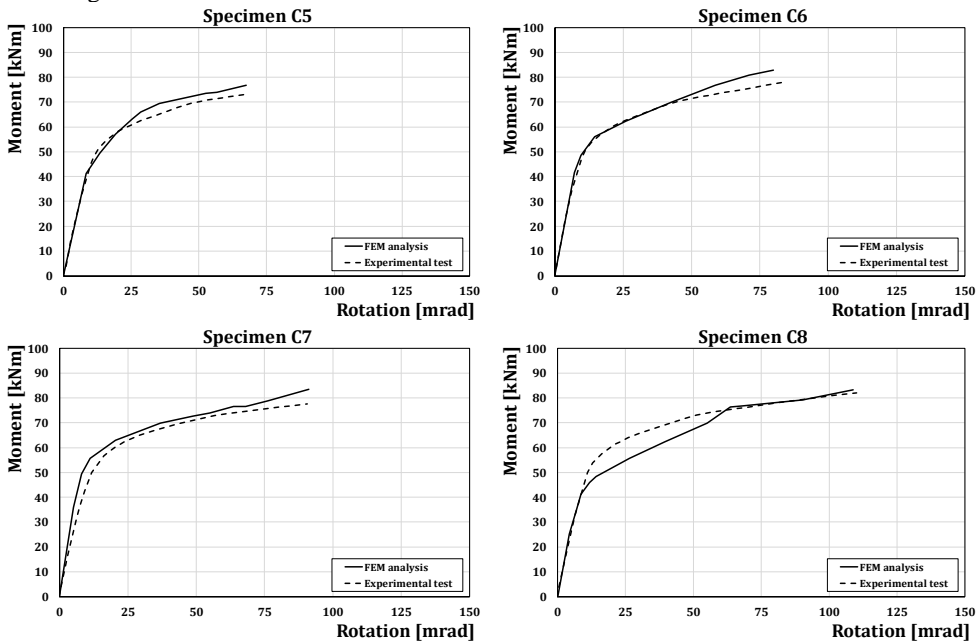 Specimen C5
Moment [kNm]
100
90
80
70
60
50
40
30
20
10
0
0 25 50 75 100 125 150
Rotation [mrad]
FEM analysis
Experimental test
Specimen C6
Moment [kNm]
100
90
80
70
60
50
40
30
20
10
0
0 25 50 75 100 125 150
Rotation [mrad]
FEM analysis
Experimental test
Specimen C7
Moment [kNm]
100
90
80
70
60
50
40
30
20
10
0
0 25 50 75 100 125 150
Rotation [mrad]
FEM analysis
Experimental test
Specimen C8
Moment [kNm]
100
90
80
70
60
50
40
30
20
10
0
0 25 50 75 100 125 150
Rotation [mrad]
FEM analysis
Experimental test